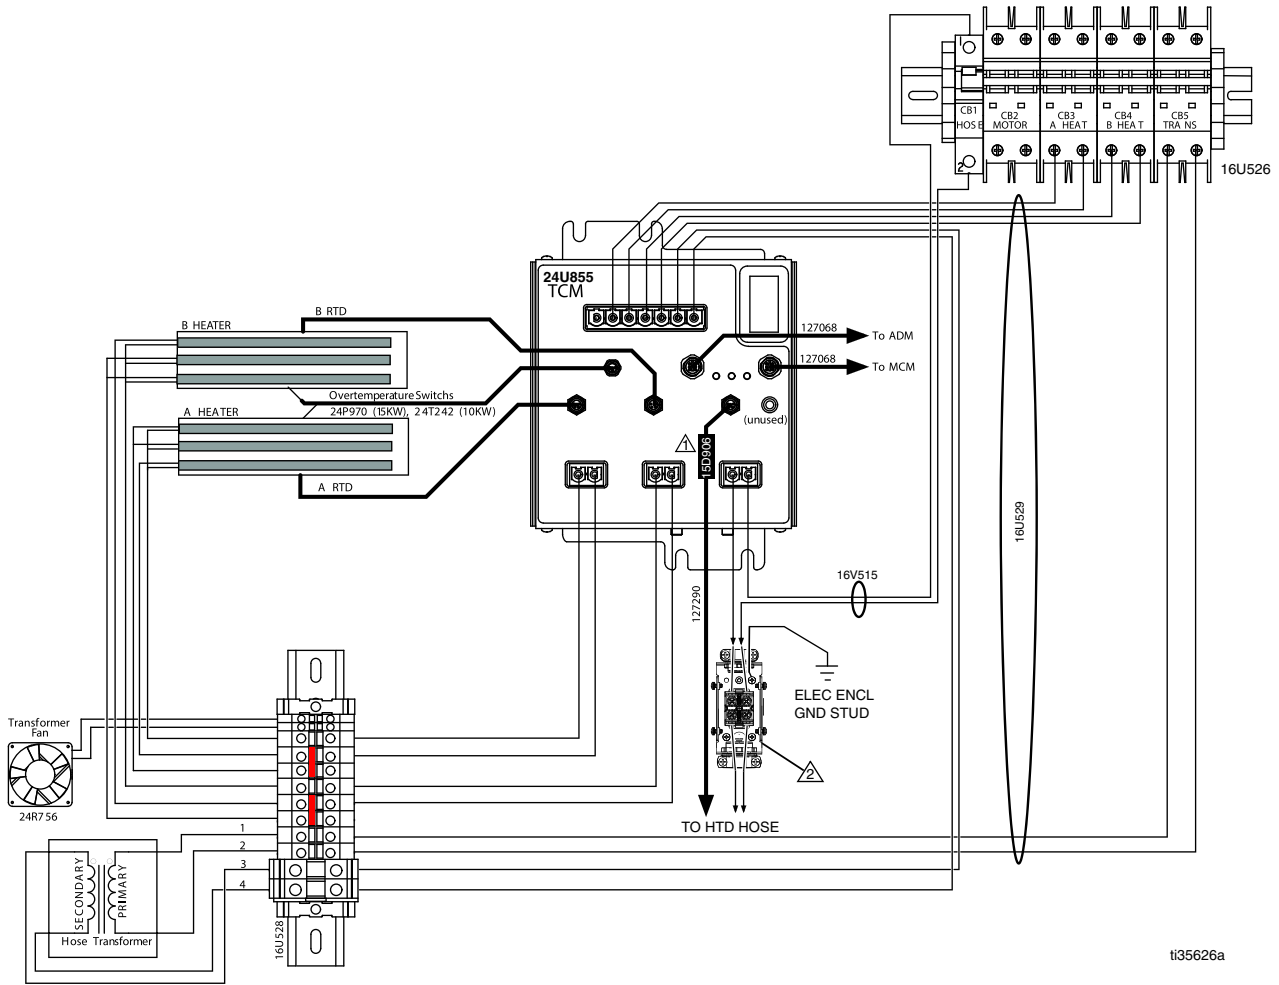 1
CB1
HOSE
2
CB2
MOTOR
CB3
A HEAT
CB4
B HEAT
CB5
TRANS
16U526
24U855
TCM
B RTD
B HEATER
127068
To ADM
127068
To MCM
Overtemperature Switchs
24P970 (15KW), 24T242 (10KW)
A HEATER
(unused)
1
15D906
A RTD
16U529
16V515
127290
ELEC ENCL
GND STUD
Transformer
Fan
24R756
2
TO HTD HOSE
1
2
3
4
SECONDARY
PRIMARY
Hose Transformer
16U528
ti35626a